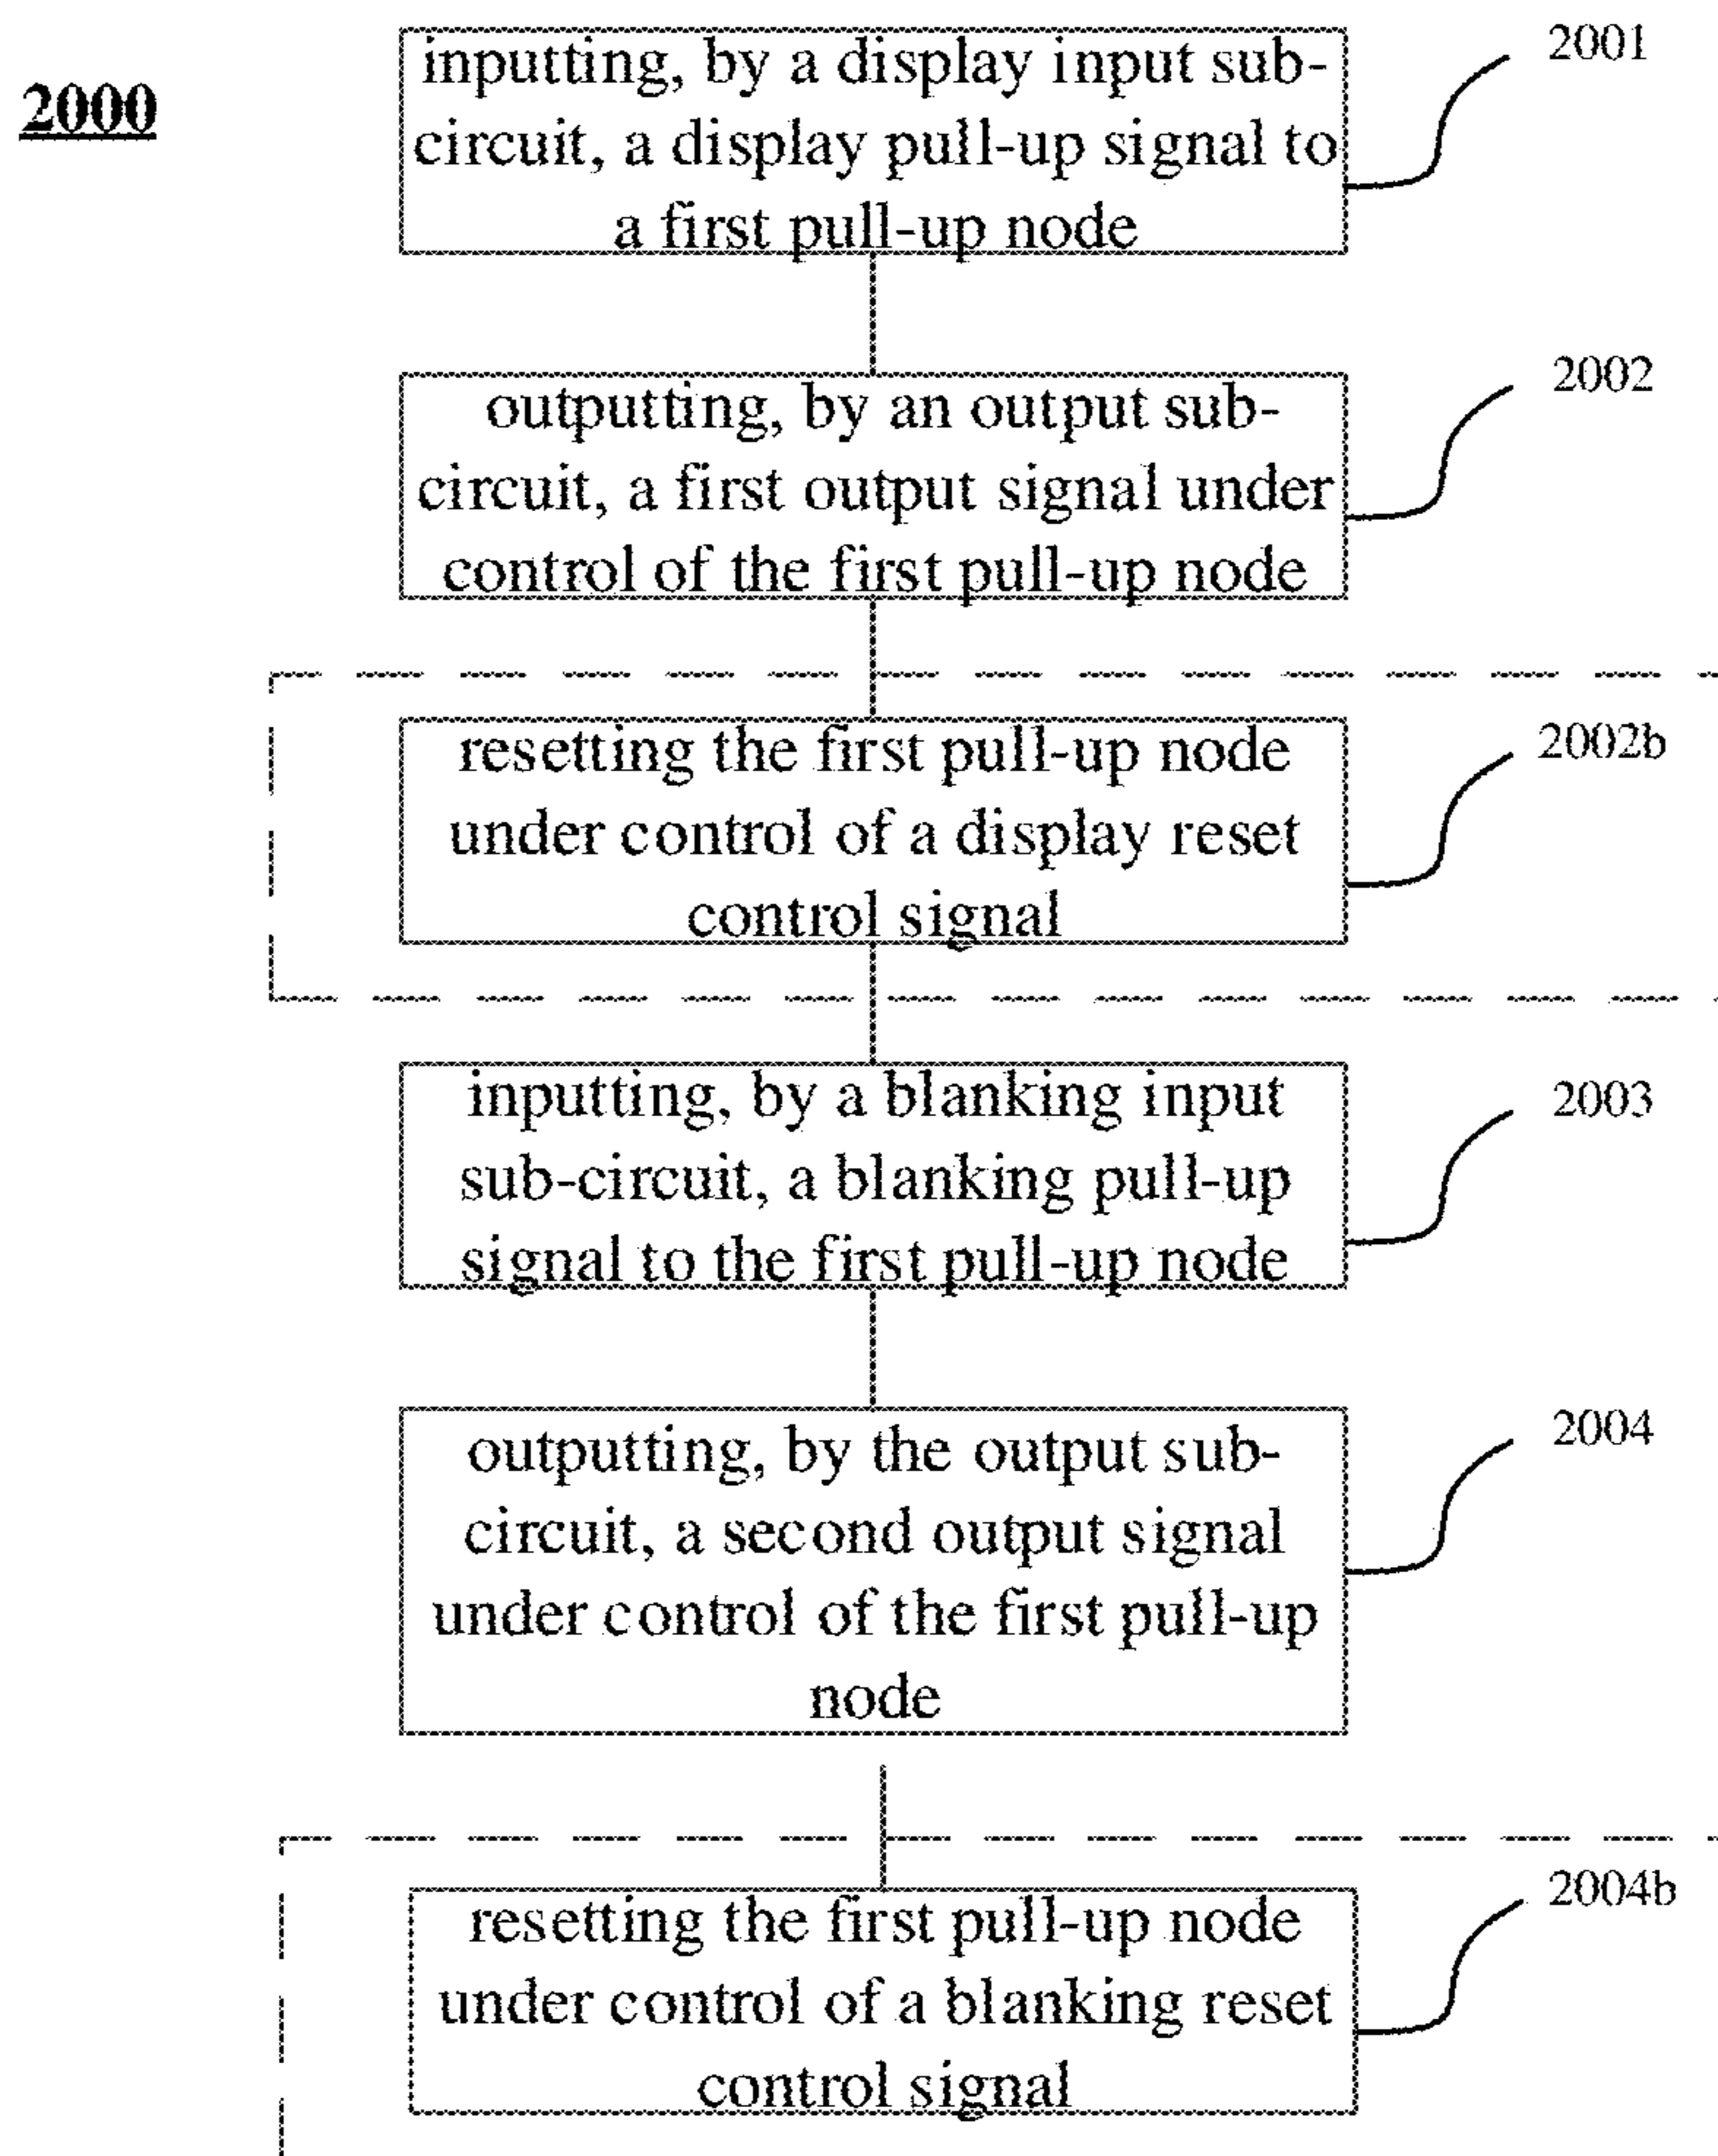 2000
inputting, by a display input sub-
circuit, a display pull-up signal to
a first pull-up node
2001
outputting, by an output sub-
circuit, a first output signal under
control of the first pull-up node
2002
resetting the first pull-up node
under control of a display reset
control signal
2002b
inputting, by a blanking input
sub-circuit, a blanking pull-up
signal to the first pull-up node
2003
outputting, by the output sub-
circuit, a second output signal
under control of the first pull-up
node
2004
resetting the first pull-up node
under control of a blanking reset
control signal
2004b